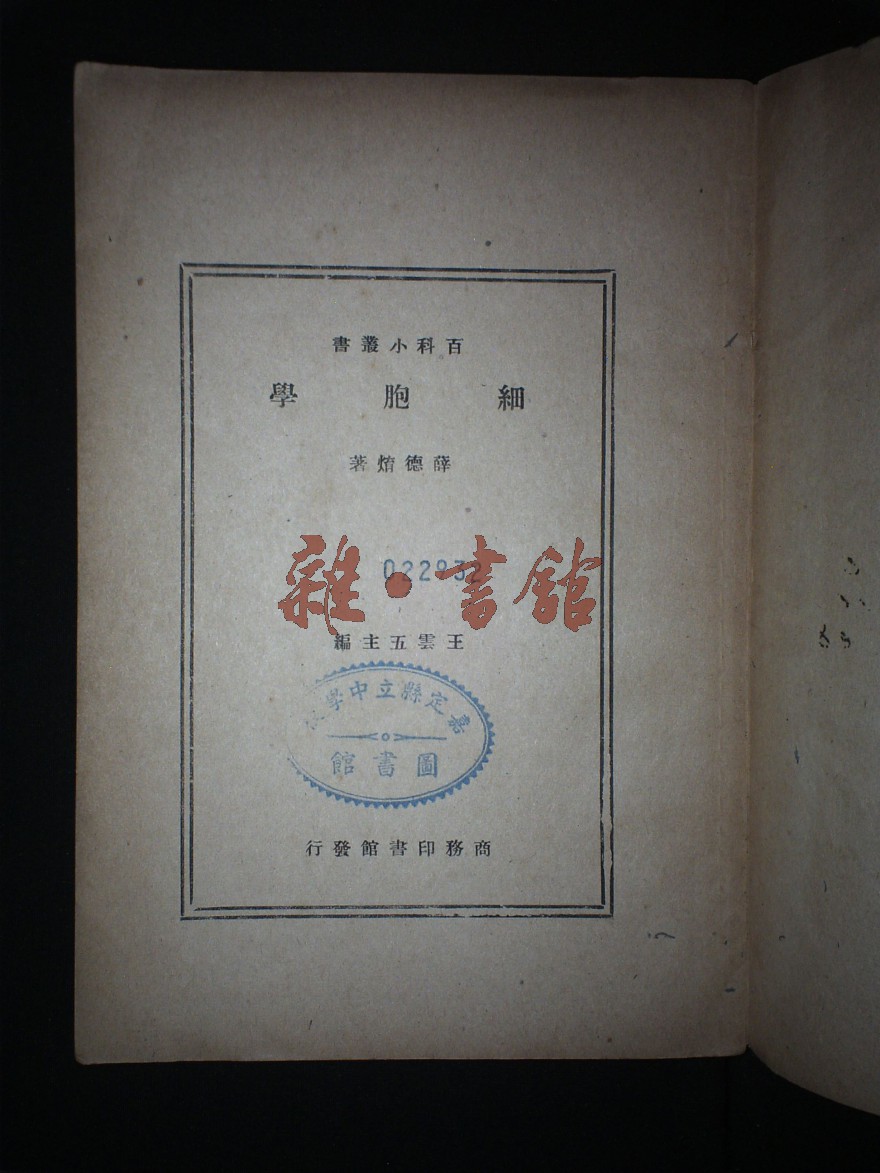 百科小叢書
細胞學
薛德焴著
雜·書館
王雲五主編
嘉定縣立中學
圖書館
商務印書館發行